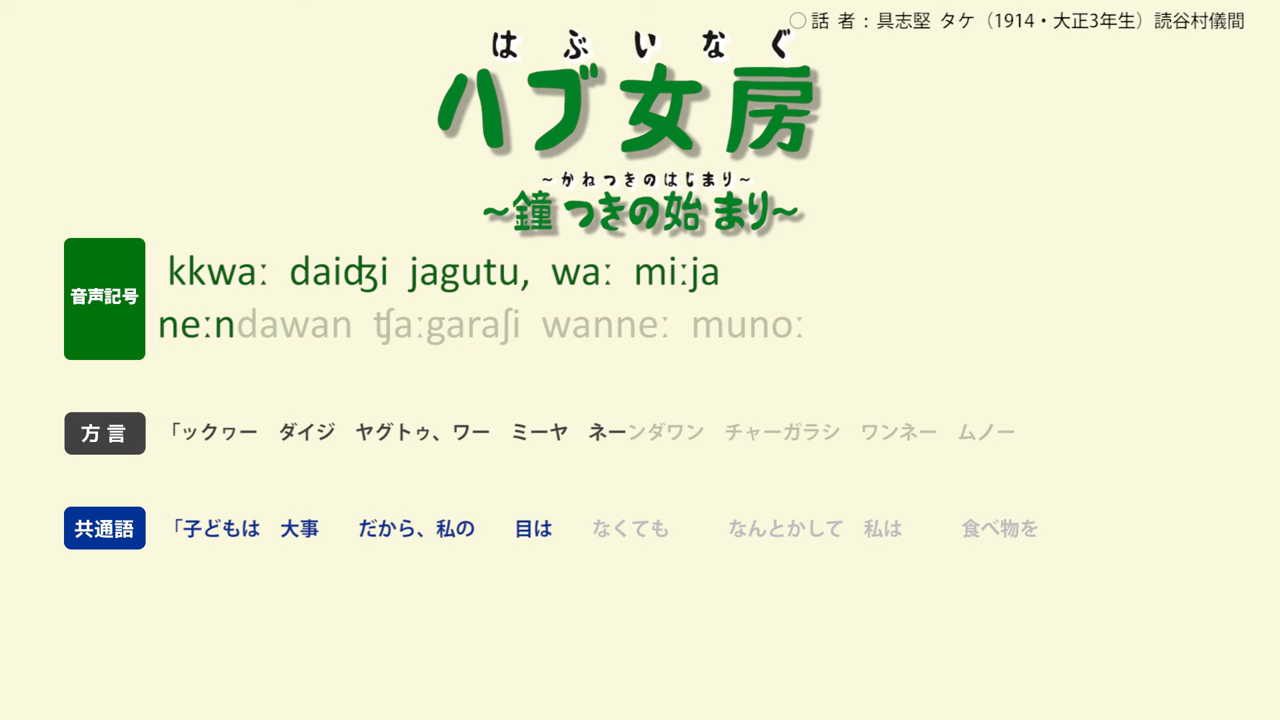 ○話 者：具志堅 タケ（1914・大正3年生）読谷村儀間
はぶいなぐ
ハブ女房
～かねつきのはじまり～
～鐘つきの始まり～
音声記号
kkwaː daiʤi jagutu, waː miːja
neːndawan ʧaːgaraʃi wanneː munoː
方言
「ックヮー ダイジ ヤグトゥ、ワー ミーヤ ネーンダワン チャーガラシ ワンネー ムノー
共通語
「子どもは 大事 だから、私の 目は なくても なんとかして 私は 食べ物を